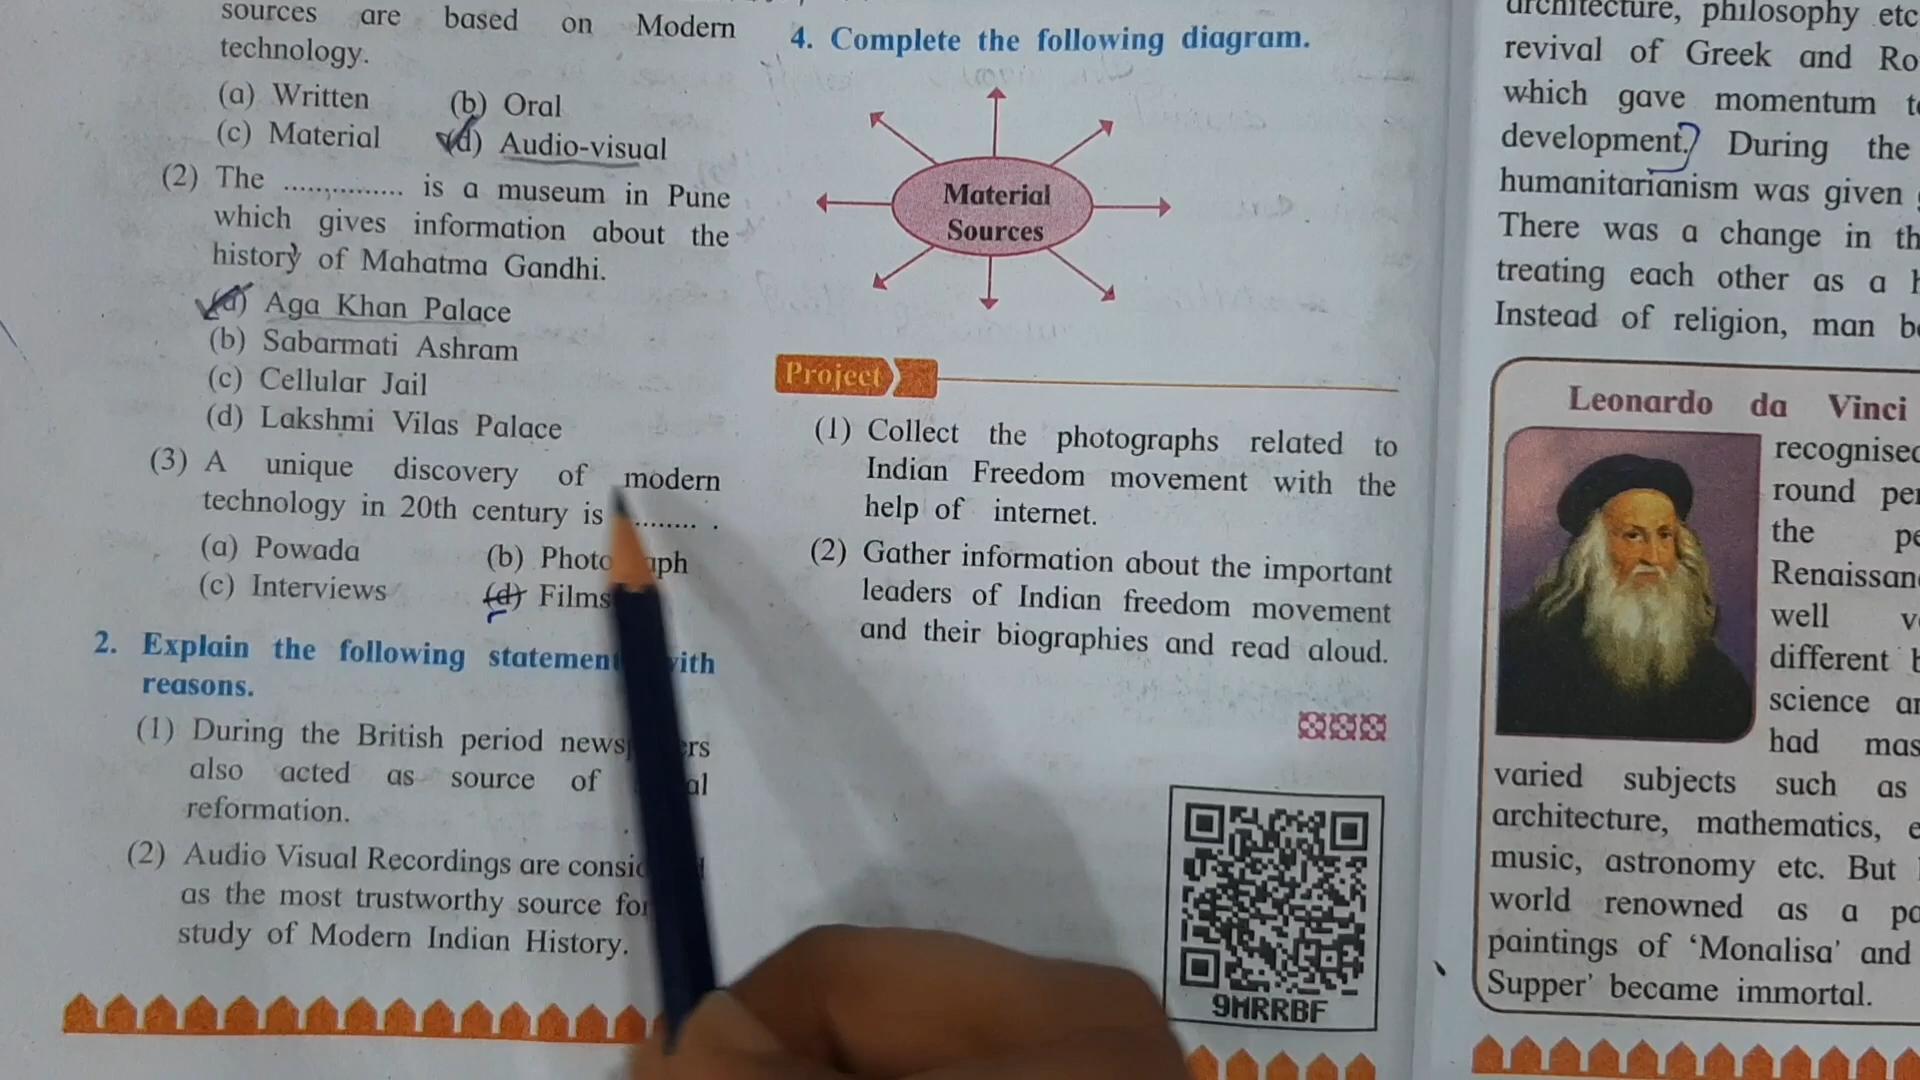 sources are based on Modern
technology.
(a) Written (b) Oral
(c) Material (d) Audio-visual
(2) The ............... is a museum in Pune
which gives information about the
history of Mahatma Gandhi.
(a) Aga Khan Palace
(b) Sabarmati Ashram
(c) Cellular Jail
(d) Lakshmi Vilas Palace
(3) A unique discovery of modern
technology in 20th century is ......... .
(a) Powada (b)
(c) Interviews (d) Films
2. Explain the following
reasons.
(1) During the British period
also acted as source of
reformation.
(2) Audio Visual Recordings are
as the most trustworthy source
study of Modern Indian History.
4. Complete the following diagram.
Material
Sources
Project
(1) Collect the photographs related to
Indian Freedom movement with the
help of internet.
(2) Gather information about the important
leaders of Indian freedom movement
and their biographies and read aloud.
9MRRBF
architecture, philosophy etc
revival of Greek and
which gave momentum
development. During the
humanitarianism was given
There was a change in
treating each other as a
Instead of religion, man
Leonardo da Vinci
round
the
well
different
science
had
varied subjects such as
architecture, mathematics,
music, astronomy etc. But
world renowned as a
paintings of ‘Monalisa’ and
Supper’ became immortal.